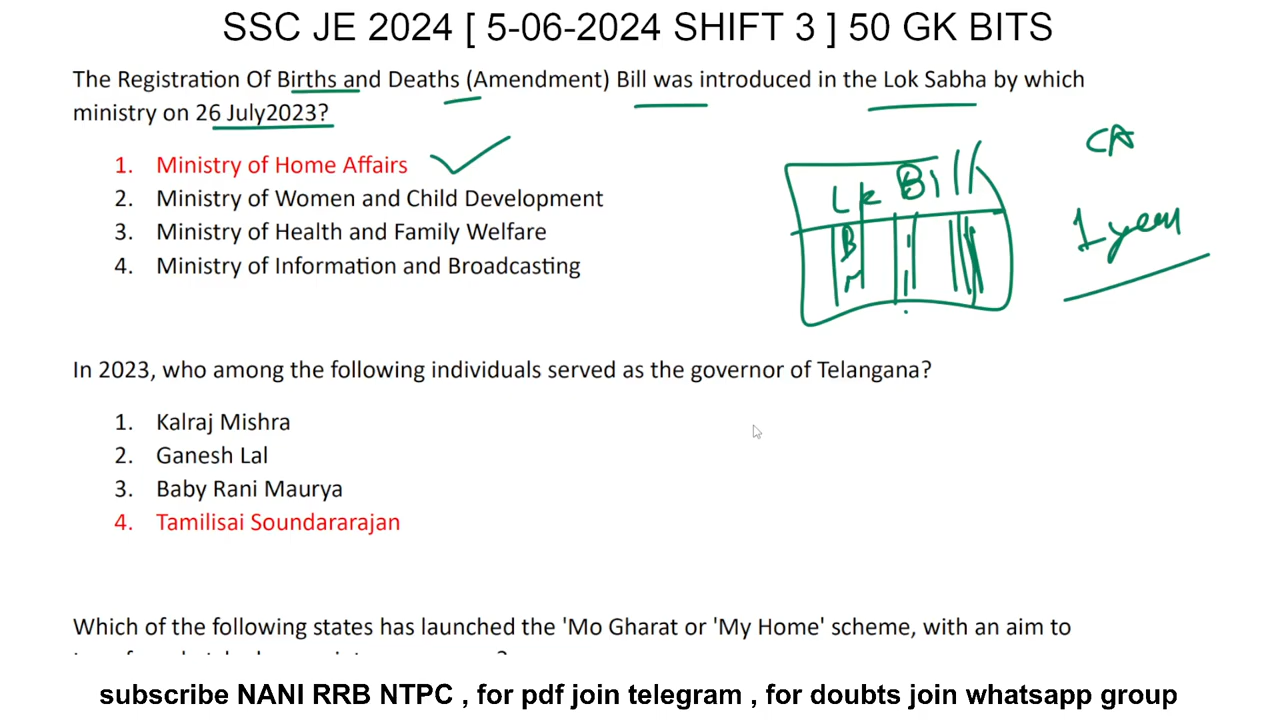 SSC JE 2024 [ 5-06-2024 SHIFT 3 ] 50 GK BITS
The Registration Of Births and Deaths (Amendment) Bill was introduced in the Lok Sabha by which
ministry on 26 July2023?
1. Ministry of Home Affairs
2. Ministry of Women and Child Development
3. Ministry of Health and Family Welfare
4. Ministry of Information and Broadcasting
CA
Bill
1 year
In 2023, who among the following individuals served as the governor of Telangana?
1. Kalraj Mishra
2. Ganesh Lal
3. Baby Rani Maurya
4. Tamilisai Soundararajan
Which of the following states has launched the 'Mo Gharat or 'My Home' scheme, with an aim to
subscribe NANI RRB NTPC , for pdf join telegram , for doubts join whatsapp group